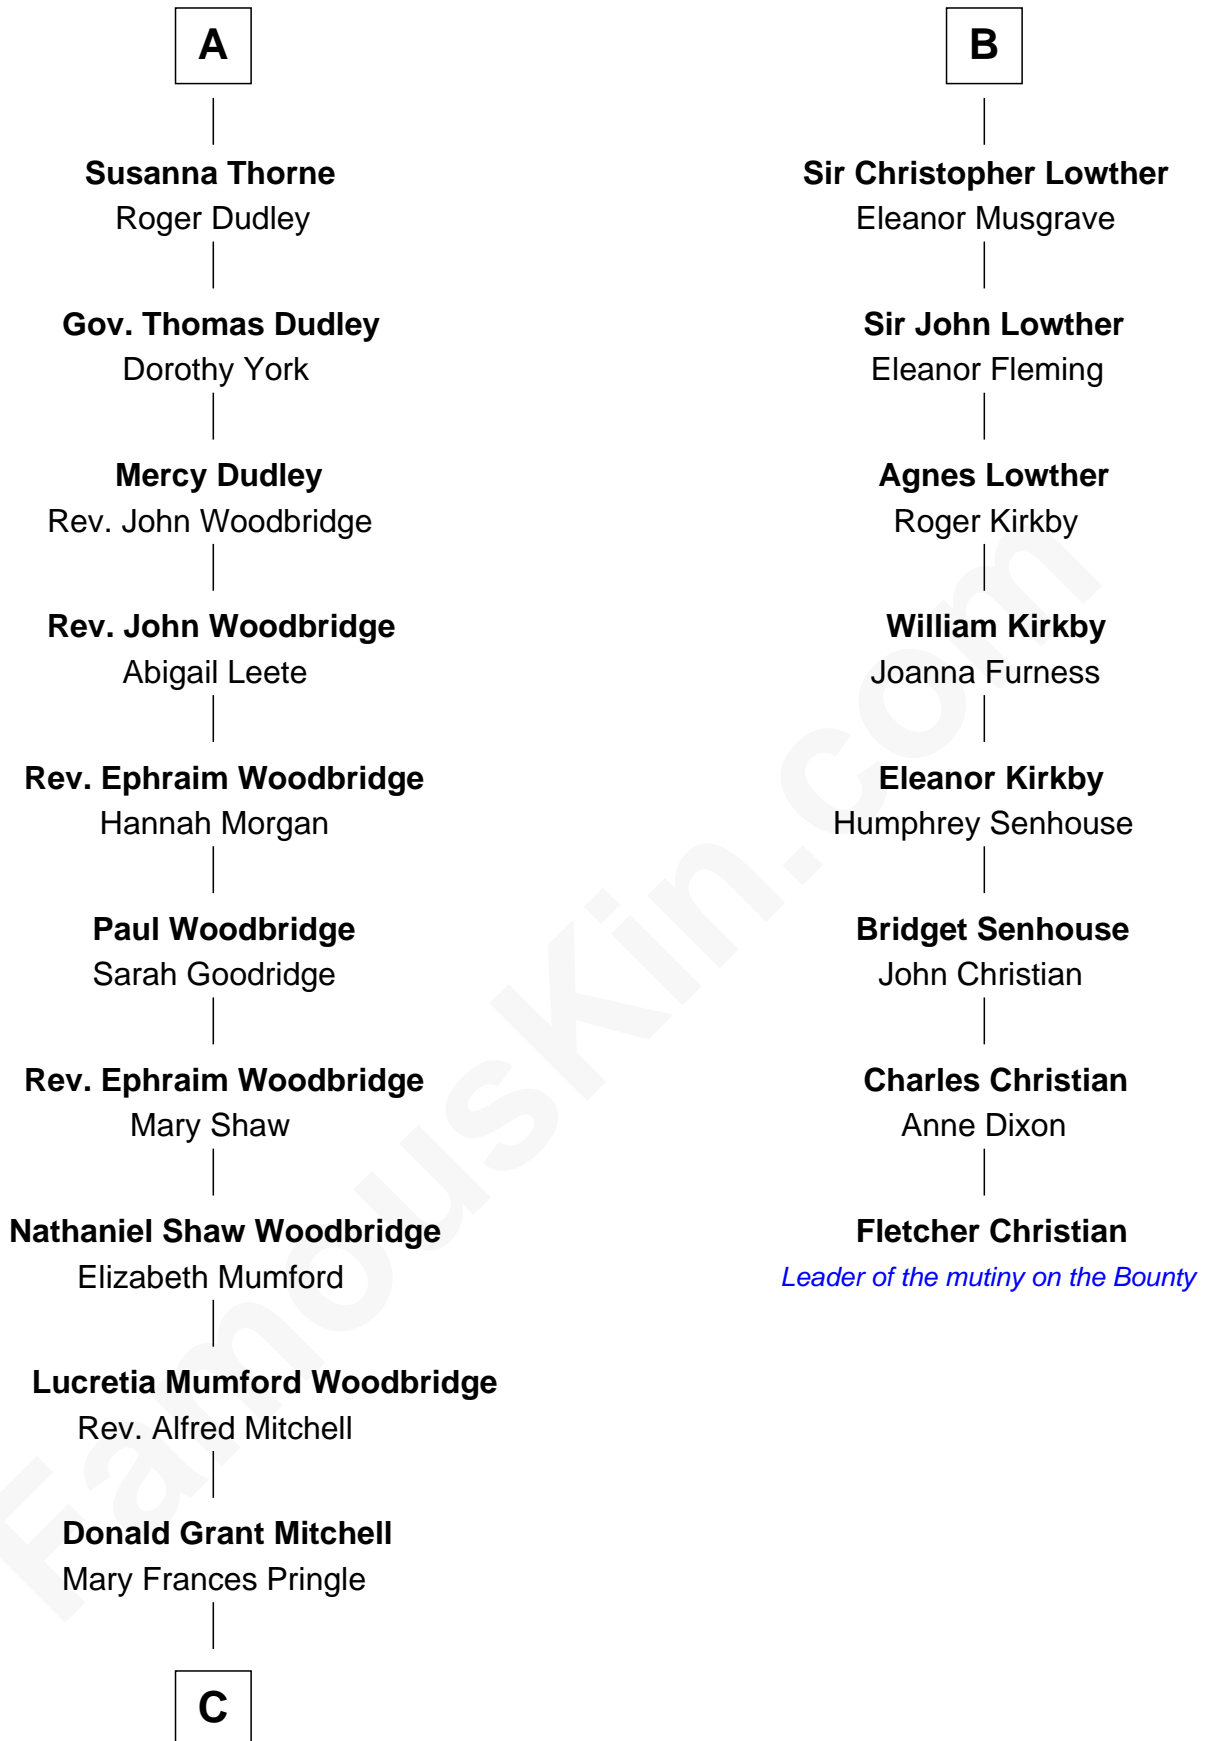 A
Susanna Thorne
Roger Dudley
Gov. Thomas Dudley
Dorothy York
Mercy Dudley
Rev. John Woodbridge
Rev. John Woodbridge
Abigail Leete
Rev. Ephraim Woodbridge
Hannah Morgan
Paul Woodbridge
Sarah Goodridge
Rev. Ephraim Woodbridge
Mary Shaw
Nathaniel Shaw Woodbridge
Elizabeth Mumford
Lucretia Mumford Woodbridge
Rev. Alfred Mitchell
Donald Grant Mitchell
Mary Frances Pringle
C
B
Sir Christopher Lowther
Eleanor Musgrave
Sir John Lowther
Eleanor Fleming
Agnes Lowther
Roger Kirkby
William Kirkby
Joanna Furness
Eleanor Kirkby
Humphrey Senhouse
Bridget Senhouse
John Christian
Charles Christian
Anne Dixon
Fletcher Christian
Leader of the mutiny on the Bounty
FamousKin.com